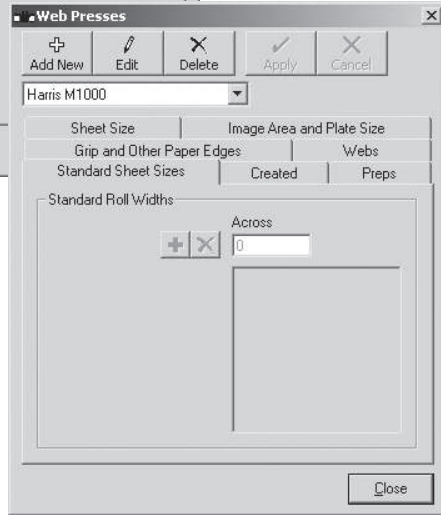 Web Presses
Add New Edit Delete Apply Cancel
Harris M1000
Sheet Size Image Area and Plate Size
Grip and Other Paper Edges Webs
Standard Sheet Sizes Created Preps
Standard Roll Widths
Across
0
Close